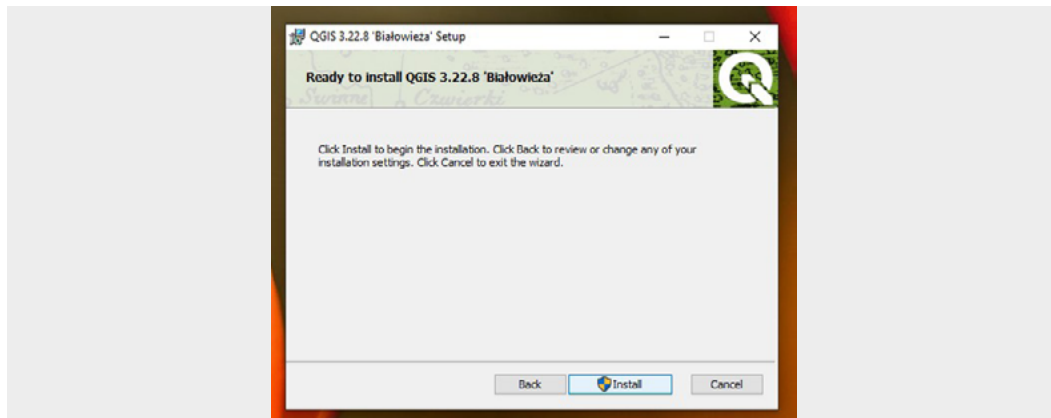 QGIS 3.22.8 'Białowieża' Setup
Ready to install QGIS 3.22.8 'Białowieża'
Swinne Czwierki
Click Install to begin the installation. Click Back to review or change any of your
installation settings. Click Cancel to exit the wizard.
Back Install Cancel